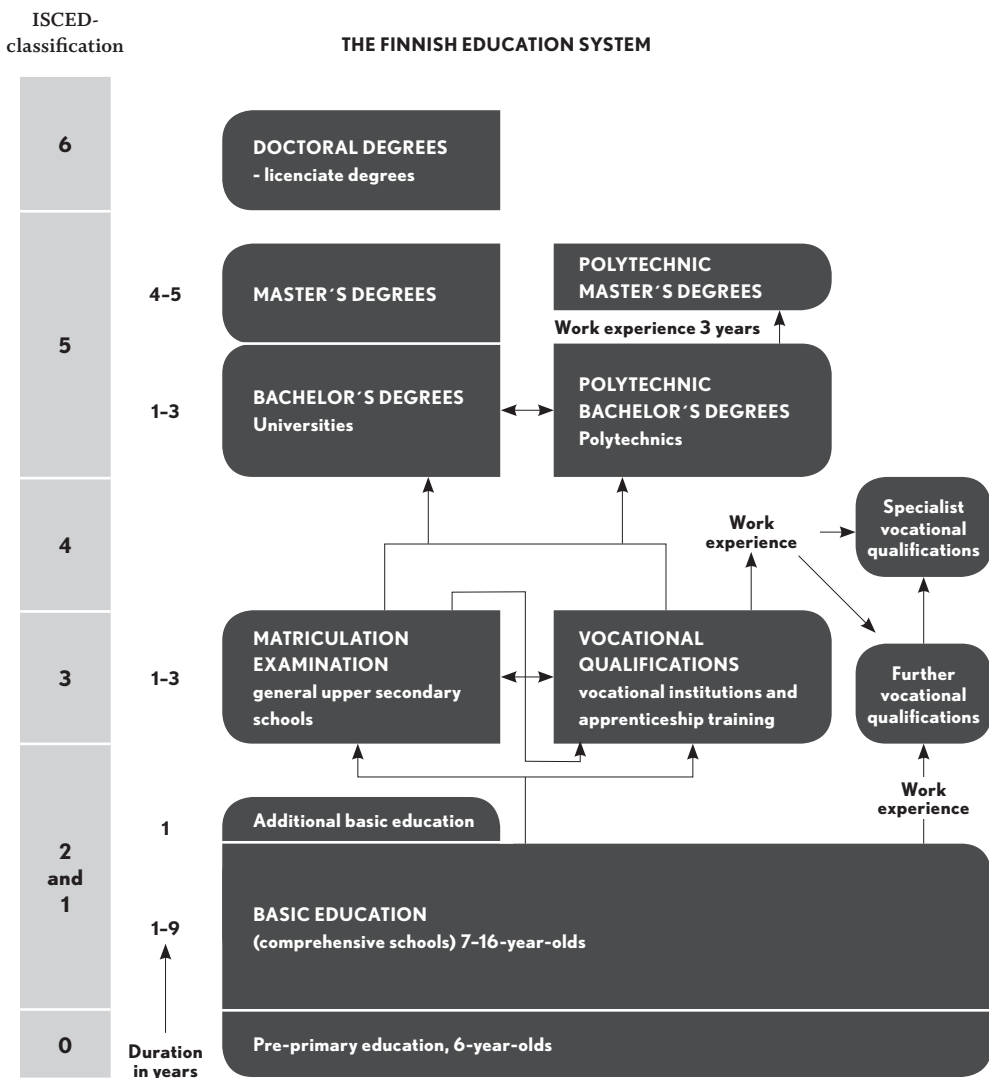 ISCED-
classification
THE FINNISH EDUCATION SYSTEM
6
DOCTORAL DEGREES
- licenciate degrees
5
4–5
MASTER´S DEGREES
POLYTECHNIC
MASTER´S DEGREES
Work experience 3 years
1–3
BACHELOR´S DEGREES
Universities
POLYTECHNIC
BACHELOR´S DEGREES
Polytechnics
4
Work
experience
Specialist
vocational
qualifications
3
1–3
MATRICULATION
EXAMINATION
general upper secondary
schools
VOCATIONAL
QUALIFICATIONS
vocational institutions and
apprenticeship training
Further
vocational
qualifications
Work
experience
2
and
1
1
Additional basic education
1–9
BASIC EDUCATION
(comprehensive schools) 7–16-year-olds
0
Duration
in years
Pre-primary education, 6-year-olds